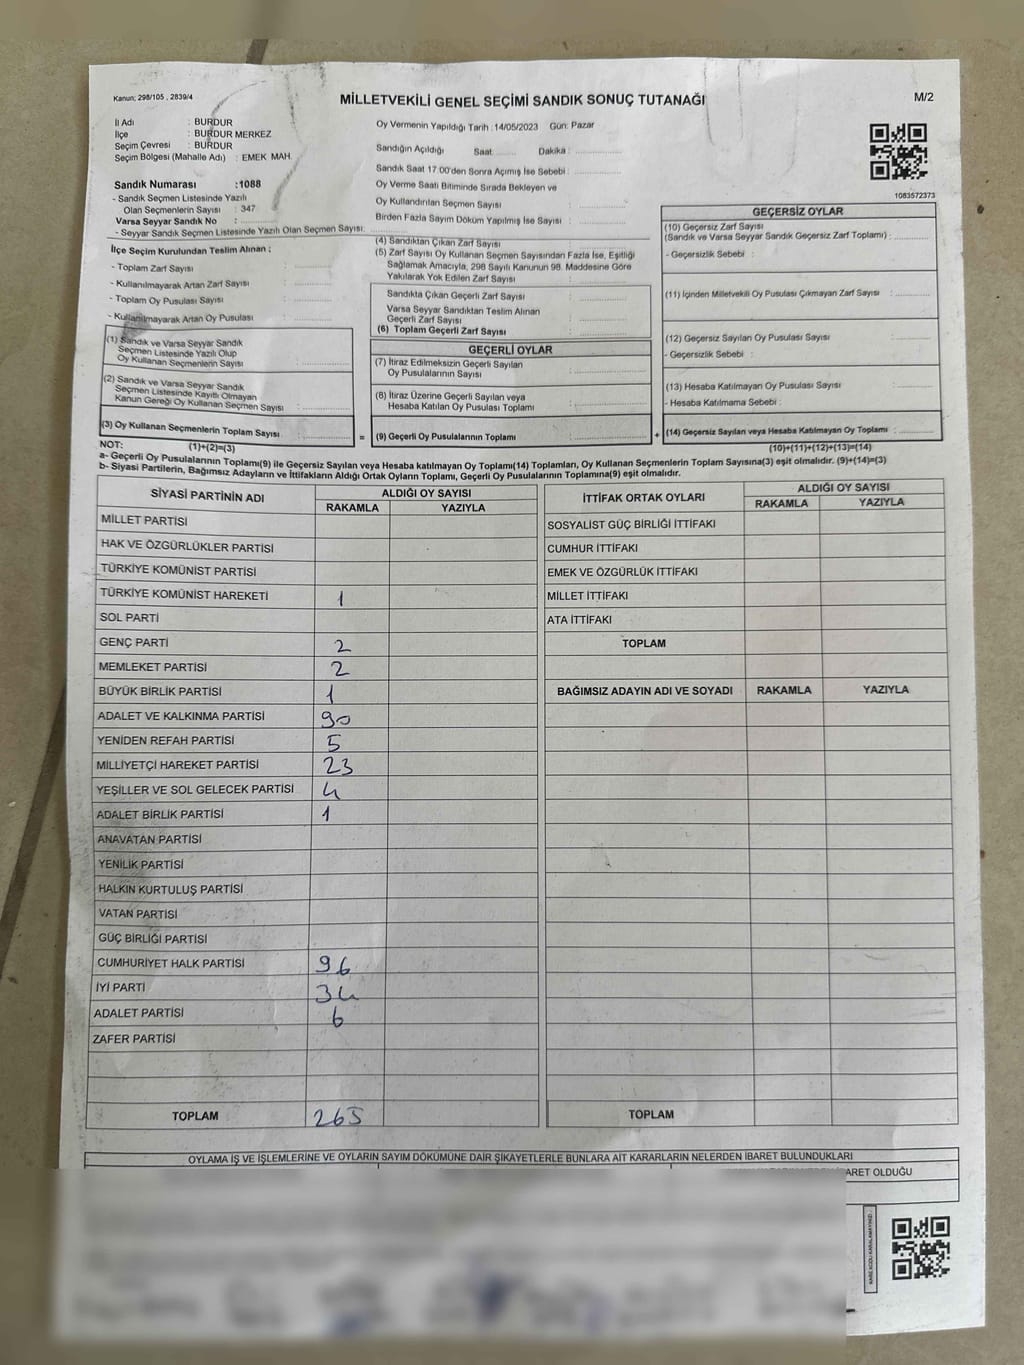 Kanun: 298/105 , 2839/4
MİLLETVEKİLİ GENEL SEÇİMİ SANDIK SONUÇ TUTANAĞI
M/2
İl Adı : BURDUR
İlçe : BURDUR MERKEZ
Seçim Çevresi : BURDUR
Seçim Bölgesi (Mahalle Adı) : EMEK MAH.
Sandık Numarası :1088
- Sandık Seçmen Listesinde Yazılı
Olan Seçmenlerin Sayısı : 347
Varsa Seyyar Sandık No :
- Seyyar Sandık Seçmen Listesinde Yazılı Olan Seçmen Sayısı:
Oy Vermenin Yapıldığı Tarih :14/05/2023 Gün: Pazar
Sandığın Açıldığı Saat: Dakika :
Sandık Saat 17.00'den Sonra Açımış İse Sebebi :
Oy Verme Saati Bitiminde Sırada Bekleyen ve
Oy Kullandırılan Seçmen Sayısı :
Birden Fazla Sayım Döküm Yapılmış İse Sayısı :
1083572373
İlçe Seçim Kurulundan Teslim Alınan ;
- Toplam Zarf Sayısı :
- Kullanılmayarak Artan Zarf Sayısı :
- Toplam Oy Pusulası Sayısı :
- Kullanılmayarak Artan Oy Pusulası :
(1) Sandık ve Varsa Seyyar Sandık
Seçmen Listesinde Yazılı Olup
Oy Kullanan Seçmenlerin Sayısı :
(2) Sandık ve Varsa Seyyar Sandık
Seçmen Listesinde Kayıtlı Olmayan
Kanun Gereği Oy Kullanan Seçmen Sayısı :
(3) Oy Kullanan Seçmenlerin Toplam Sayısı :
(1)+(2)=(3)
(4) Sandıktan Çıkan Zarf Sayısı :
(5) Zarf Sayısı Oy Kullanan Seçmen Sayısından Fazla İse, Eşitliği
Sağlamak Amacıyla, 298 Sayılı Kanunun 98. Maddesine Göre
Yakılarak Yok Edilen Zarf Sayısı :
Sandıkta Çıkan Geçerli Zarf Sayısı :
Varsa Seyyar Sandıktan Teslim Alınan
Geçerli Zarf Sayısı :
(6) Toplam Geçerli Zarf Sayısı :
GEÇERLİ OYLAR
(7) İtiraz Edilmeksizin Geçerli Sayılan
Oy Pusulalarının Sayısı :
(8) İtiraz Üzerine Geçerli Sayılan veya
Hesaba Katılan Oy Pusulası Toplamı :
= (9) Geçerli Oy Pusulalarının Toplamı :
GEÇERSİZ OYLAR
(10) Geçersiz Zarf Sayısı
(Sandık ve Varsa Seyyar Sandık Geçersiz Zarf Toplamı) :
- Geçersizlik Sebebi :
(11) İçinden Milletvekili Oy Pusulası Çıkmayan Zarf Sayısı :
(12) Geçersiz Sayılan Oy Pusulası Sayısı :
- Geçersizlik Sebebi :
(13) Hesaba Katılmayan Oy Pusulası Sayısı :
- Hesaba Katılmama Sebebi :
+ (14) Geçersiz Sayılan veya Hesaba Katılmayan Oy Toplamı :
(10)+(11)+(12)+(13)=(14)
NOT:
a- Geçerli Oy Pusulalarının Toplamı(9) ile Geçersiz Sayılan veya Hesaba katılmayan Oy Toplamı(14) Toplamları, Oy Kullanan Seçmenlerin Toplam Sayısına(3) eşit olmalıdır. (9)+(14)=(3)
b- Siyasi Partilerin, Bağımsız Adayların ve İttifakların Aldığı Ortak Oyların Toplamı, Geçerli Oy Pusulalarının Toplamına(9) eşit olmalıdır.
SİYASİ PARTİNİN ADI ALDIĞI OY SAYISI
RAKAMLA YAZIYLA
MİLLET PARTİSİ
HAK VE ÖZGÜRLÜKLER PARTİSİ
TÜRKİYE KOMÜNİST PARTİSİ
TÜRKİYE KOMÜNİST HAREKETİ 1
SOL PARTİ
GENÇ PARTİ 2
MEMLEKET PARTİSİ 2
BÜYÜK BİRLİK PARTİSİ 1
ADALET VE KALKINMA PARTİSİ 90
YENİDEN REFAH PARTİSİ 5
MİLLİYETÇİ HAREKET PARTİSİ 23
YEŞİLLER VE SOL GELECEK PARTİSİ 4
ADALET BİRLİK PARTİSİ 1
ANAVATAN PARTİSİ
YENİLİK PARTİSİ
HALKIN KURTULUŞ PARTİSİ
VATAN PARTİSİ
GÜÇ BİRLİĞİ PARTİSİ
CUMHURİYET HALK PARTİSİ 96
İYİ PARTİ 34
ADALET PARTİSİ 6
ZAFER PARTİSİ
TOPLAM 265
İTTİFAK ORTAK OYLARI ALDIĞI OY SAYISI
RAKAMLA YAZIYLA
SOSYALİST GÜÇ BİRLİĞİ İTTİFAKI
CUMHUR İTTİFAKI
EMEK VE ÖZGÜRLÜK İTTİFAKI
MİLLET İTTİFAKI
ATA İTTİFAKI
TOPLAM
BAĞIMSIZ ADAYIN ADI VE SOYADI RAKAMLA YAZIYLA
TOPLAM
OYLAMA İŞ VE İŞLEMLERİNE VE OYLARIN SAYIM DÖKÜMÜNE DAİR ŞİKAYETLERLE BUNLARA AİT KARARLARIN NELERDEN İBARET BULUNDUKLARI
ARET OLDUĞU